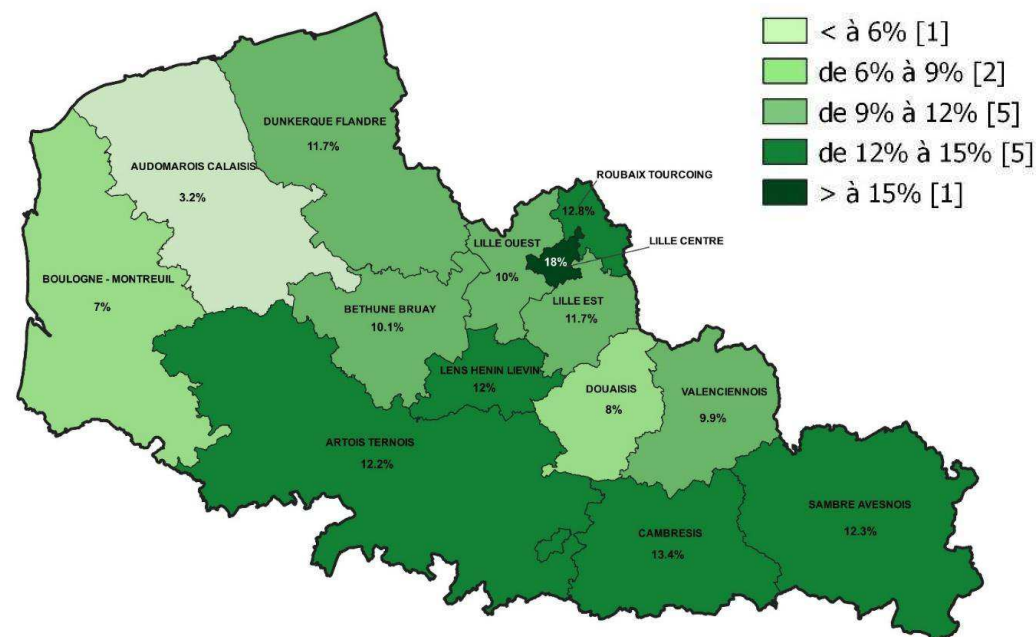 < à 6% [1]
de 6% à 9% [2]
de 9% à 12% [5]
de 12% à 15% [5]
> à 15% [1]
DUNKERQUE FLANDRE
11.7%
AUDOMAROIS CALAISIS
3.2%
ROUBAIX TOURCOING
12.8%
LILLE OUEST
10%
LILLE CENTRE
18%
BOULOGNE - MONTREUIL
7%
LILLE EST
11.7%
BETHUNE BRUAY
10.1%
LENS HENIN LIEVIN
12%
DOUAISIS
8%
VALENCIENNOIS
9.9%
ARTOIS TERNOIS
12.2%
CAMBRESIS
13.4%
SAMBRE AVESNOIS
12.3%